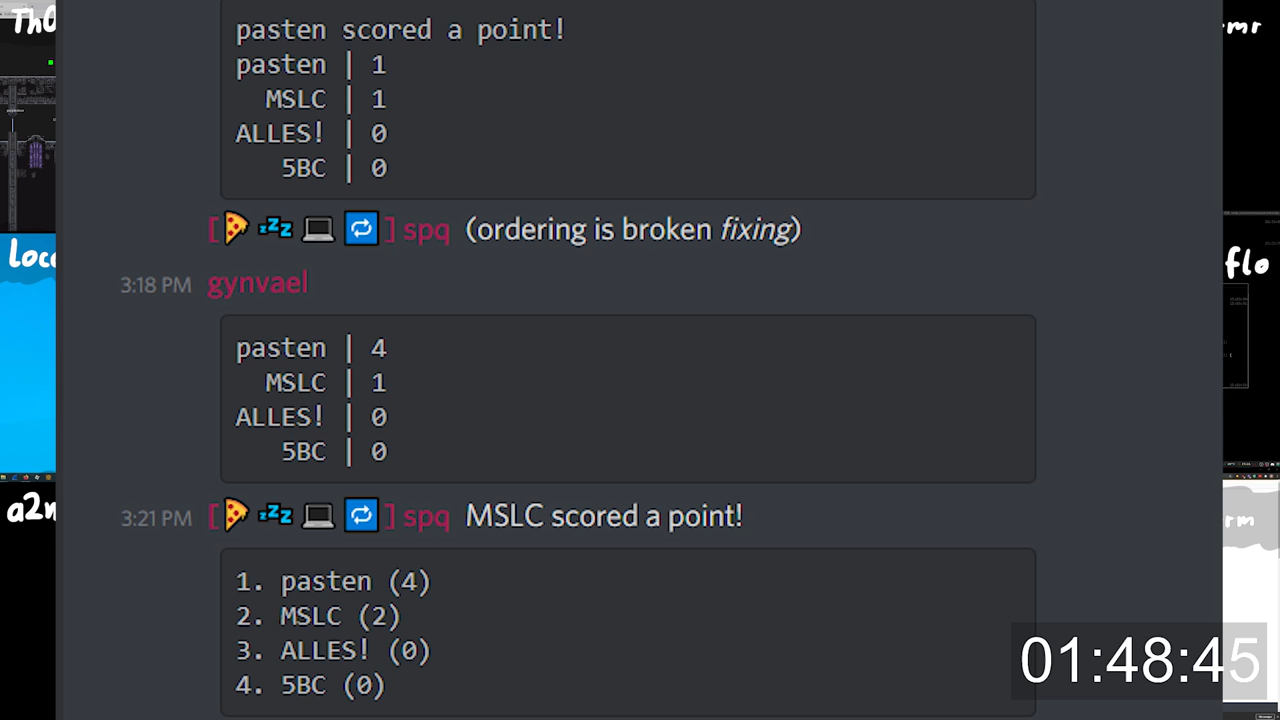 pasten scored a point!
pasten | 1
MSLC | 1
ALLES! | 0
5BC | 0
[🍕 💤 💻 🔁 ] spq (ordering is broken fixing)
3:18 PM gynvael
pasten | 4
MSLC | 1
ALLES! | 0
5BC | 0
3:21 PM [🍕 💤 💻 🔁 ] spq MSLC scored a point!
1. pasten (4)
2. MSLC (2)
3. ALLES! (0)
4. 5BC (0)
01:48:45